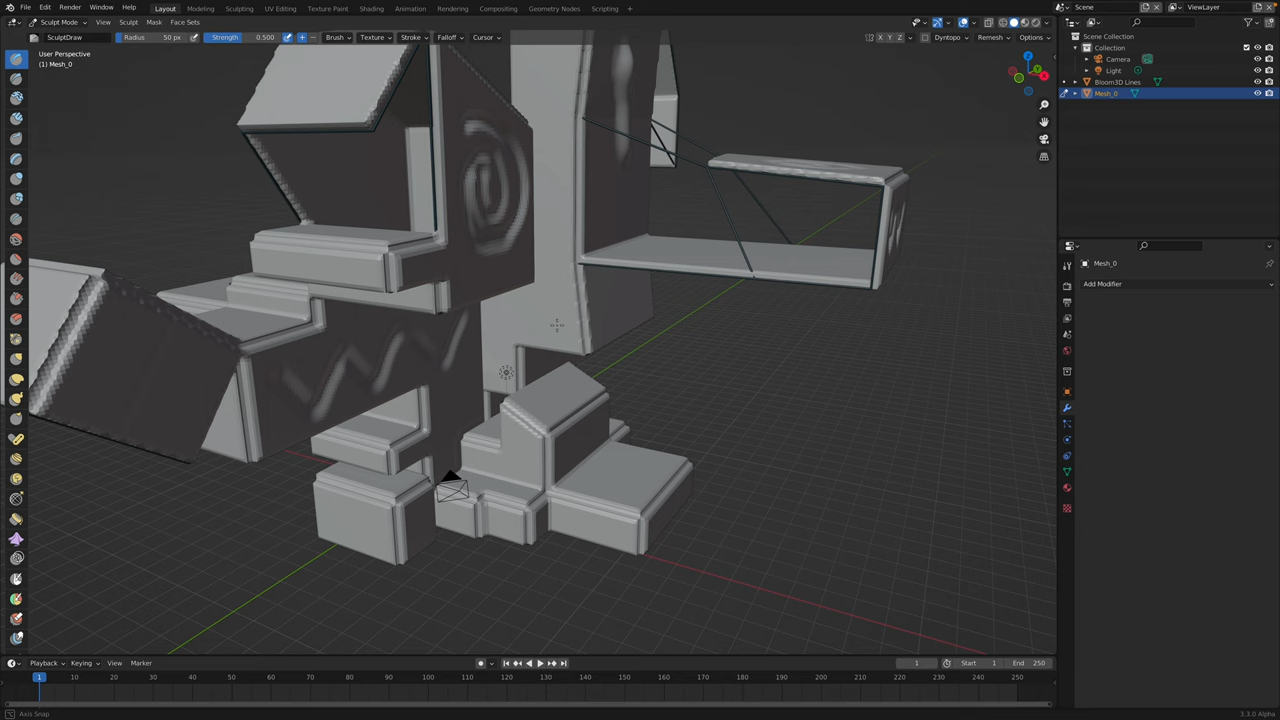 File Edit Render Window Help Layout Modeling Sculpting UV Editing Texture Paint Shading Animation Rendering Compositing Geometry Nodes Scripting Scene ViewLayer
Sculpt Mode View Sculpt Mask Face Sets
SculptDraw Radius 50 px Strength 0.500 Brush Texture Stroke Falloff Cursor X Y Z Dyntopo Remesh Options
User Perspective
(1) Mesh_0
Z
Y
X
Scene Collection
Collection
Camera
Light
Bloom3D Lines
Mesh_0
Mesh_0
Add Modifier
Playback Keying View Marker 1 Start 1 End 250
1 10 20 30 40 50 60 70 80 90 100 110 120 130 140 150 160 170 180 190 200 210 220 230 240 250
Axis Snap 3.3.0 Alpha